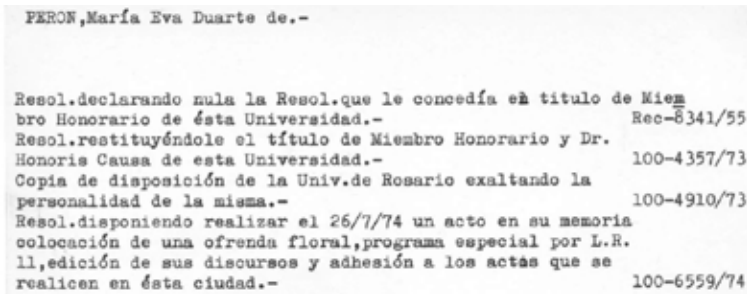 PERON,María Eva Duarte de.-
Resol.declarando nula la Resol.que le concedía en titulo de Miem
bro Honorario de ésta Universidad.- Rec-8341/55
Resol.restituyéndole el título de Miembro Honorario y Dr.
Honoris Causa de esta Universidad.- 100-4357/73
Copia de disposición de la Univ.de Rosario exaltando la
personalidad de la misma.- 100-4910/73
Resol.disponiendo realizar el 26/7/74 un acto en su memoria
colocación de una ofrenda floral,programa especial por L.R.
11,edición de sus discursos y adhesión a los actos que se
realicen en ésta ciudad.- 100-6559/74